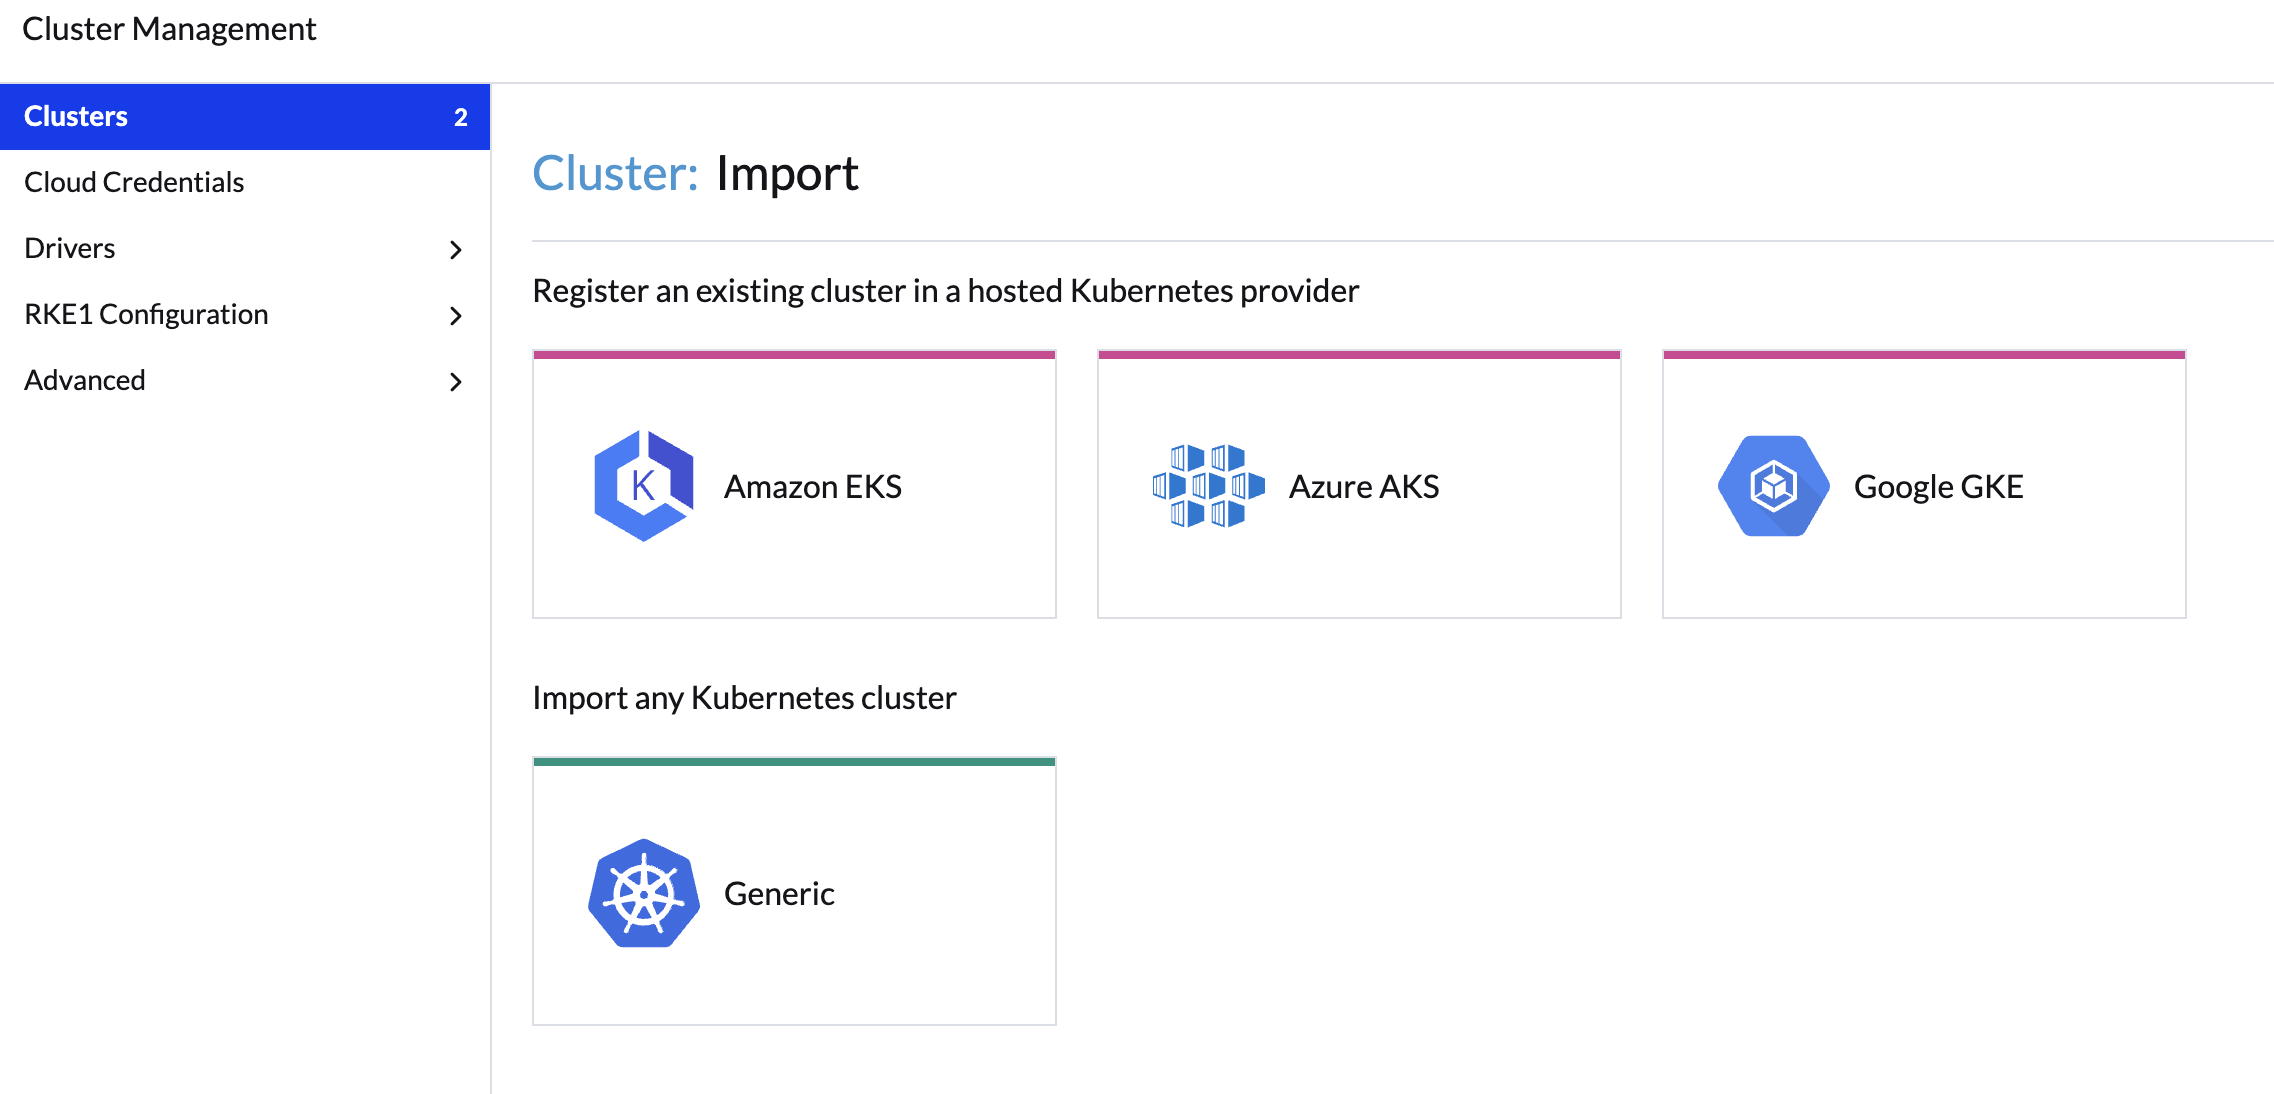 Cluster Management
Clusters 2
Cloud Credentials
Drivers
RKE1 Configuration
Advanced
Cluster: Import
Register an existing cluster in a hosted Kubernetes provider
K Amazon EKS
Azure AKS
Google GKE
Import any Kubernetes cluster
Generic